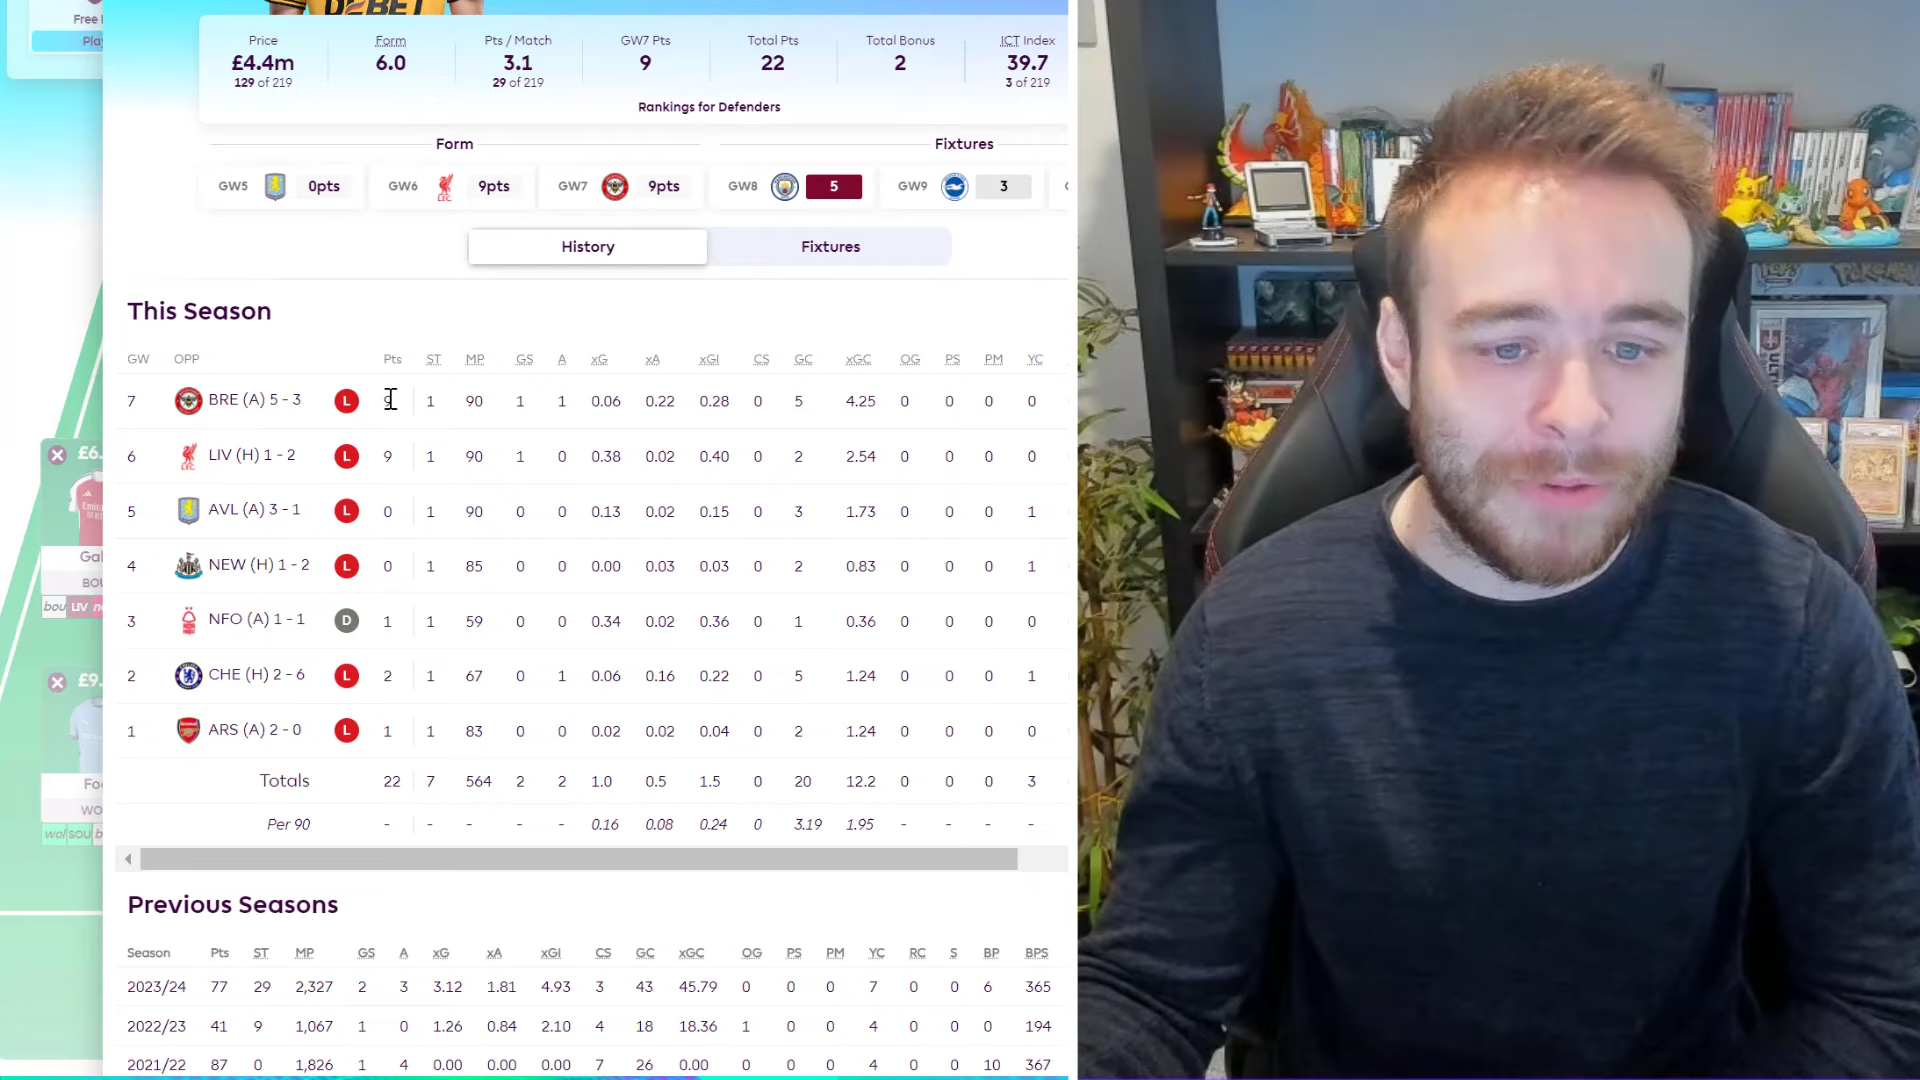 DEBET
Free
Pla
Price Form Pts / Match GW7 Pts Total Pts Total Bonus ICT Index
£4.4m 6.0 3.1 9 22 2 39.7
129 of 219 29 of 219 3 of 219
Rankings for Defenders
Form Fixtures
GW5 0pts GW6 9pts GW7 9pts GW8 5 GW9 3
History Fixtures
This Season
GW OPP Pts ST MP GS A xG xA xGI CS GC xGC OG PS PM YC
7 BRE (A) 5 - 3 L 9 1 90 1 1 0.06 0.22 0.28 0 5 4.25 0 0 0 0
6 LIV (H) 1 - 2 L 9 1 90 1 0 0.38 0.02 0.40 0 2 2.54 0 0 0 0
5 AVL (A) 3 - 1 L 0 1 90 0 0 0.13 0.02 0.15 0 3 1.73 0 0 0 1
4 NEW (H) 1 - 2 L 0 1 85 0 0 0.00 0.03 0.03 0 2 0.83 0 0 0 1
3 NFO (A) 1 - 1 D 1 1 59 0 0 0.34 0.02 0.36 0 1 0.36 0 0 0 0
2 CHE (H) 2 - 6 L 2 1 67 0 1 0.06 0.16 0.22 0 5 1.24 0 0 0 1
1 ARS (A) 2 - 0 L 1 1 83 0 0 0.02 0.02 0.04 0 2 1.24 0 0 0 0
Totals 22 7 564 2 2 1.0 0.5 1.5 0 20 12.2 0 0 0 3
Per 90 - - - - - 0.16 0.08 0.24 0 3.19 1.95 - - - -
Previous Seasons
Season Pts ST MP GS A xG xA xGI CS GC xGC OG PS PM YC RC S BP BPS
2023/24 77 29 2,327 2 3 3.12 1.81 4.93 3 43 45.79 0 0 0 7 0 0 6 365
2022/23 41 9 1,067 1 0 1.26 0.84 2.10 4 18 18.36 1 0 0 4 0 0 0 194
2021/22 87 0 1,826 1 4 0.00 0.00 0.00 7 26 0.00 0 0 0 4 0 0 10 367
£6.
Gal
BOU
bou LIV
£9.
Fo
WO
wol sou b